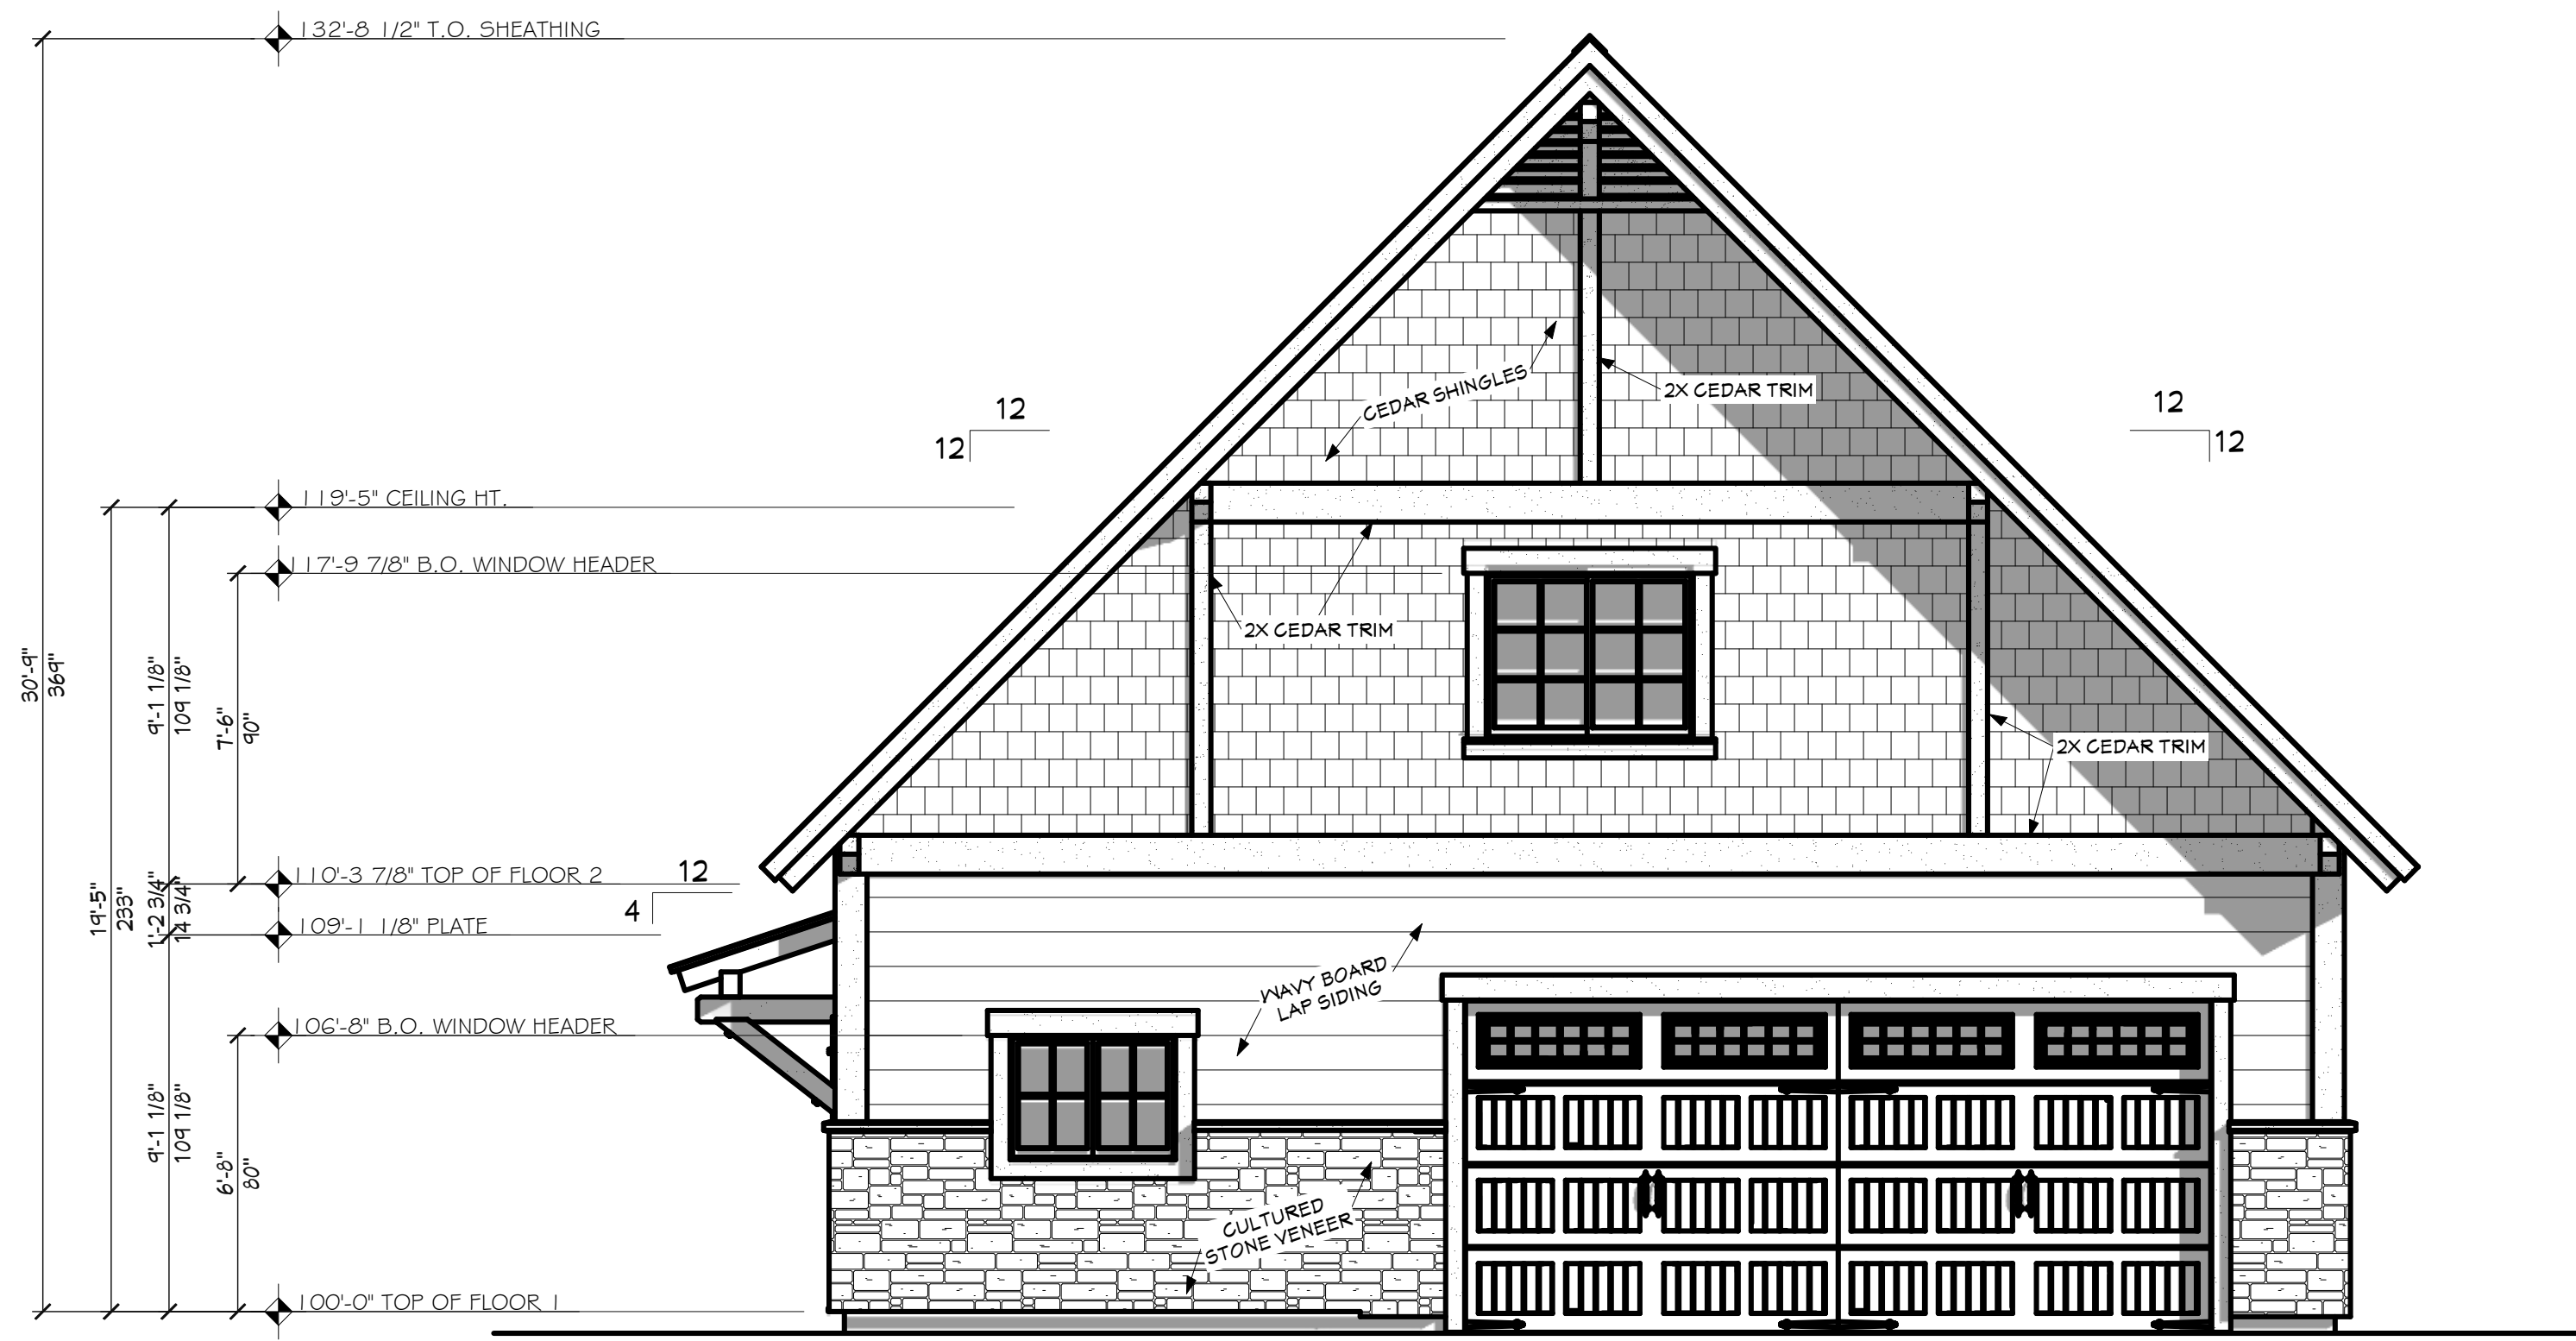 132'-8 1/2" T.O. SHEATHING
12
12
12
12
CEDAR SHINGLES
2X CEDAR TRIM
119'-5" CEILING HT.
117'-9 7/8" B.O. WINDOW HEADER
2X CEDAR TRIM
30'-9"
369"
9'-1 1/8"
109 1/8"
7'-6"
90"
2X CEDAR TRIM
110'-3 7/8" TOP OF FLOOR 2
12
4
19'-5"
233"
1'-2 3/4"
14 3/4"
109'-1 1/8" PLATE
WAVY BOARD
LAP SIDING
106'-8" B.O. WINDOW HEADER
9'-1 1/8"
109 1/8"
6'-8"
80"
CULTURED
STONE VENEER
100'-0" TOP OF FLOOR 1